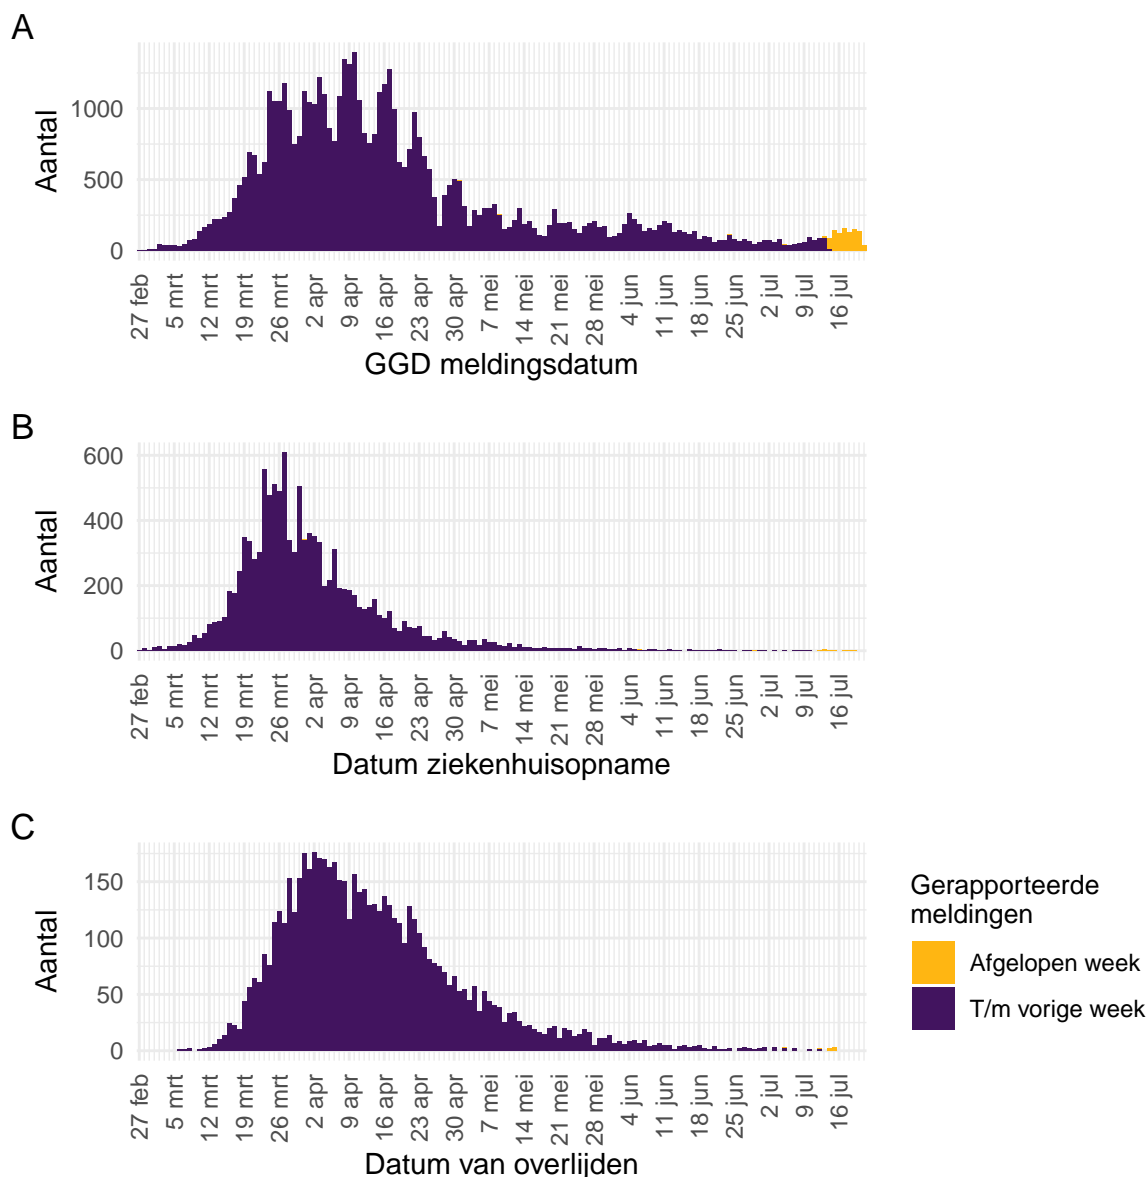 A
Aantal
1000
500
0
27 feb
5 mrt
12 mrt
19 mrt
26 mrt
2 apr
9 apr
16 apr
23 apr
30 apr
7 mei
14 mei
21 mei
28 mei
4 jun
11 jun
18 jun
25 jun
2 jul
9 jul
16 jul
GGD meldingsdatum
B
Aantal
600
400
200
0
27 feb
5 mrt
12 mrt
19 mrt
26 mrt
2 apr
9 apr
16 apr
23 apr
30 apr
7 mei
14 mei
21 mei
28 mei
4 jun
11 jun
18 jun
25 jun
2 jul
9 jul
16 jul
Datum ziekenhuisopname
C
Aantal
150
100
50
0
27 feb
5 mrt
12 mrt
19 mrt
26 mrt
2 apr
9 apr
16 apr
23 apr
30 apr
7 mei
14 mei
21 mei
28 mei
4 jun
11 jun
18 jun
25 jun
2 jul
9 jul
16 jul
Datum van overlijden
Gerapporteerde
meldingen
Afgelopen week
T/m vorige week